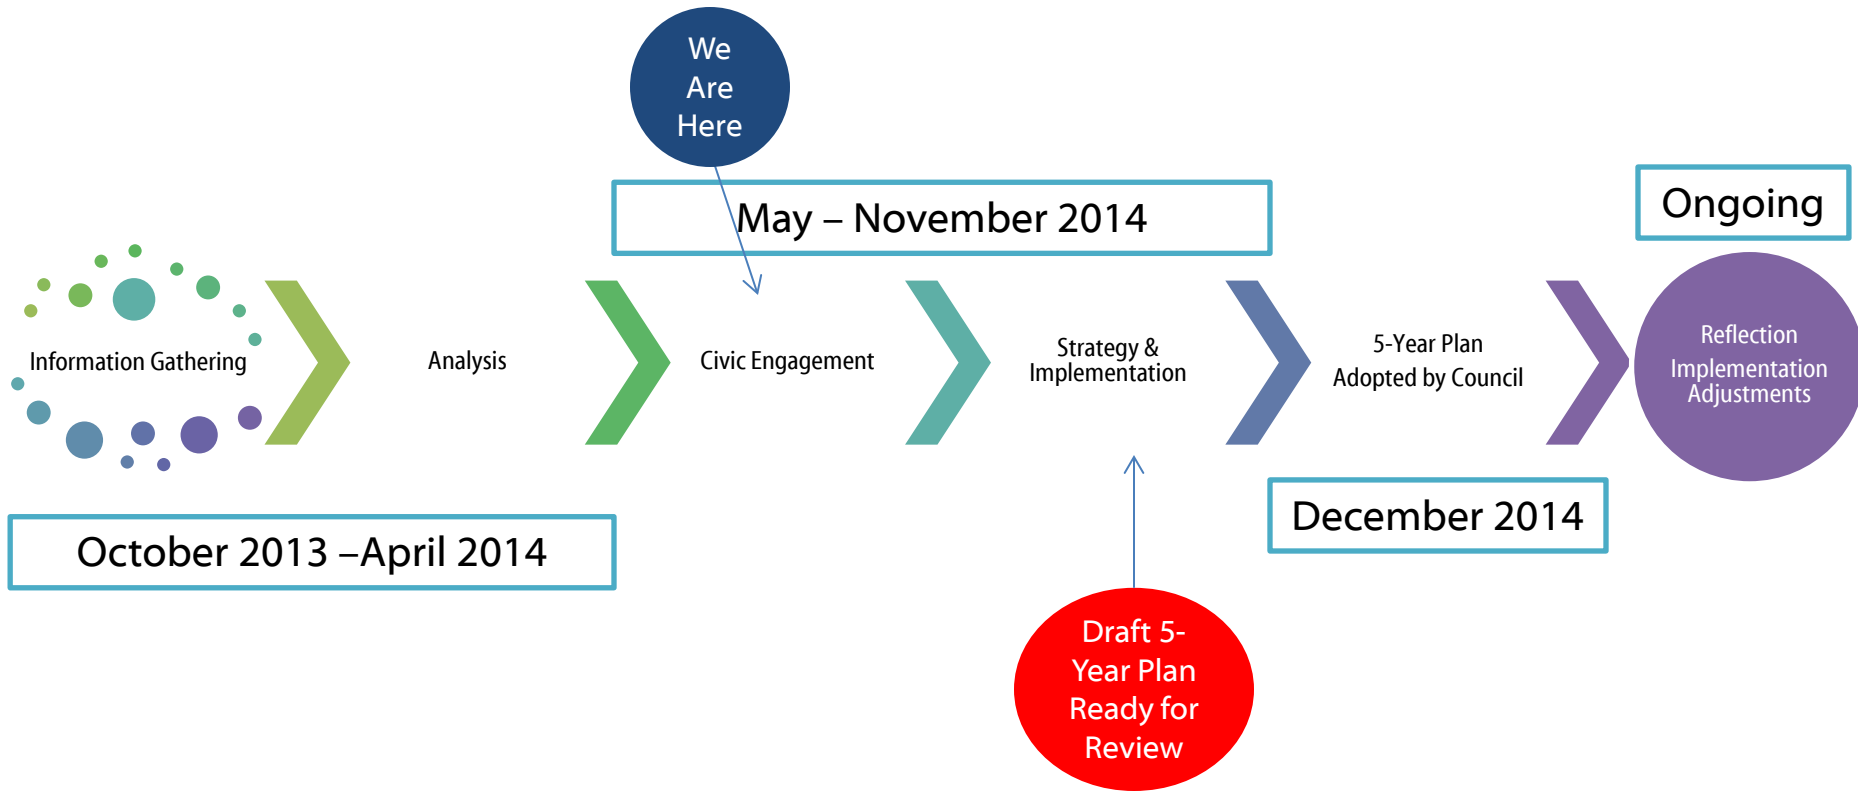 We
Are
Here
May – November 2014
Ongoing
Information Gathering
Analysis
Civic Engagement
Strategy &
Implementation
5-Year Plan
Adopted by Council
Reflection
Implementation
Adjustments
October 2013 –April 2014
December 2014
Draft 5-
Year Plan
Ready for
Review